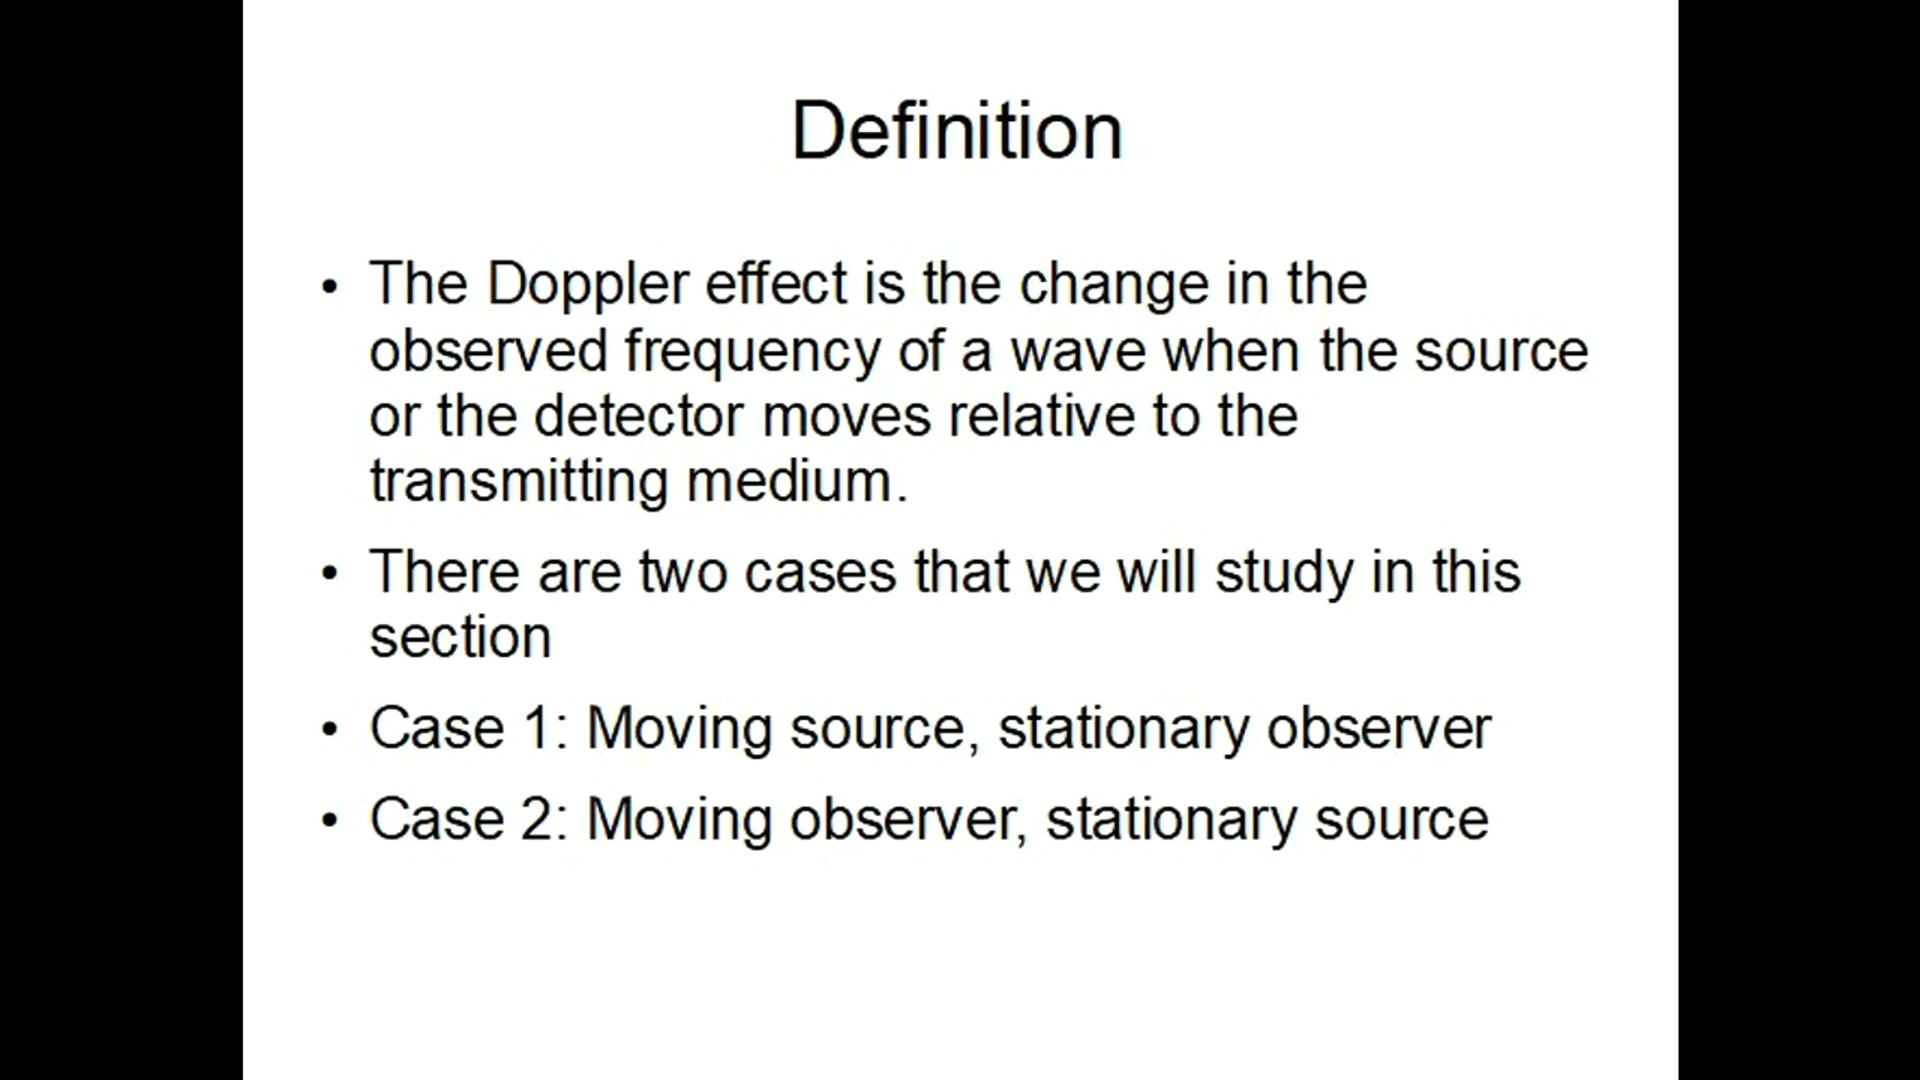 Definition
• The Doppler effect is the change in the
observed frequency of a wave when the source
or the detector moves relative to the
transmitting medium.
• There are two cases that we will study in this
section
• Case 1: Moving source, stationary observer
• Case 2: Moving observer, stationary source